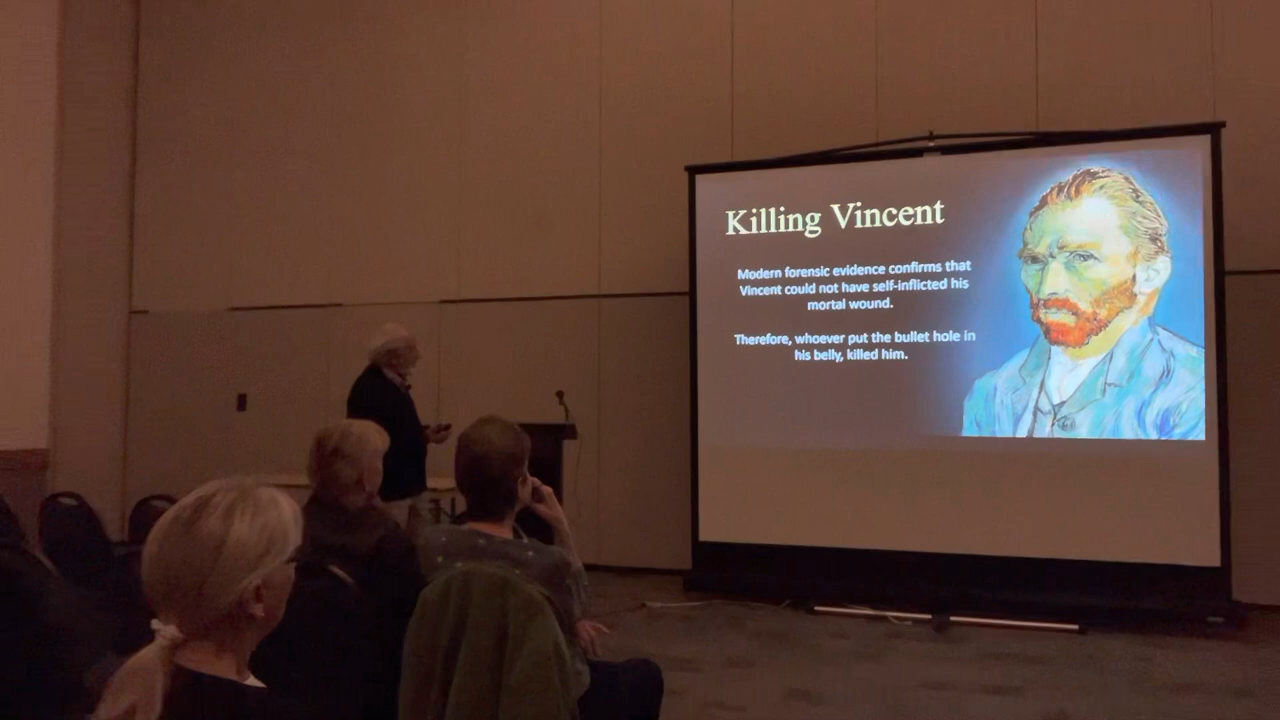 Killing Vincent
Modern forensic evidence confirms that
Vincent could not have self-inflicted his
mortal wound.
Therefore, whoever put the bullet hole in
his belly, killed him.